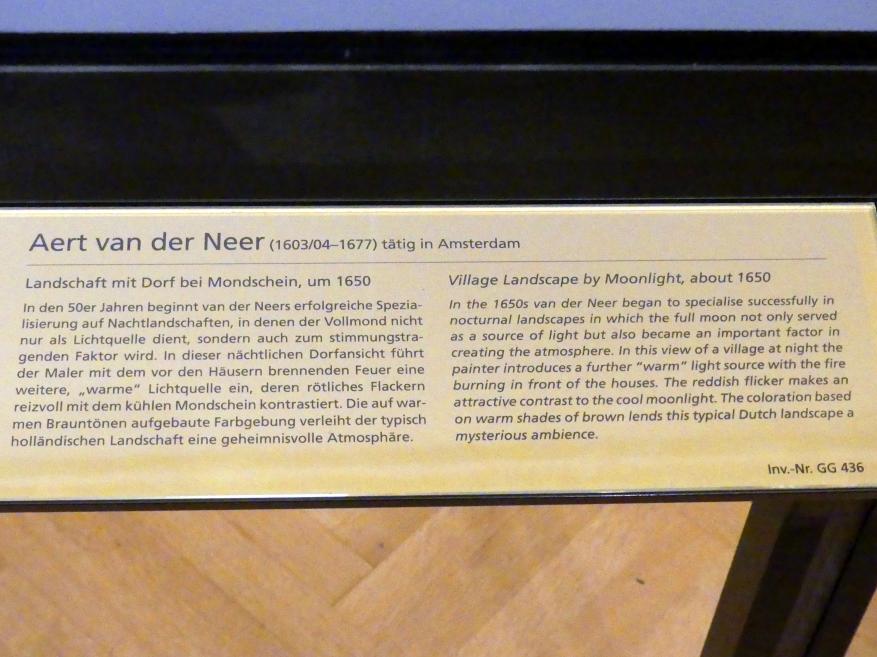 Aert van der Neer (1603/04–1677) tätig in Amsterdam
Landschaft mit Dorf bei Mondschein, um 1650
In den 50er Jahren beginnt van der Neers erfolgreiche Spezia-
lisierung auf Nachtlandschaften, in denen der Vollmond nicht
nur als Lichtquelle dient, sondern auch zum stimmungstra-
genden Faktor wird. In dieser nächtlichen Dorfansicht führt
der Maler mit dem vor den Häusern brennenden Feuer eine
weitere, „warme“ Lichtquelle ein, deren rötliches Flackern
reizvoll mit dem kühlen Mondschein kontrastiert. Die auf war-
men Brauntönen aufgebaute Farbgebung verleiht der typisch
holländischen Landschaft eine geheimnisvolle Atmosphäre.
Village Landscape by Moonlight, about 1650
In the 1650s van der Neer began to specialise successfully in
nocturnal landscapes in which the full moon not only served
as a source of light but also became an important factor in
creating the atmosphere. In this view of a village at night the
painter introduces a further “warm” light source with the fire
burning in front of the houses. The reddish flicker makes an
attractive contrast to the cool moonlight. The coloration based
on warm shades of brown lends this typical Dutch landscape a
mysterious ambience.
Inv.-Nr. GG 436